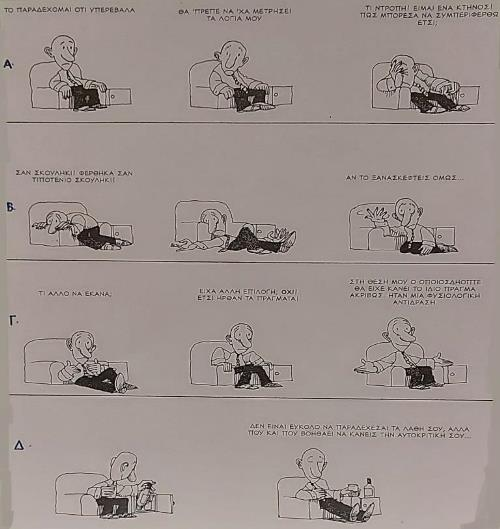 ΤΟ ΠΑΡΑΔΕΧΟΜΑΙ ΟΤΙ ΥΠΕΡΕΒΑΛΑ
ΘΑ 'ΠΡΕΠΕ ΝΑ 'ΧΑ ΜΕΤΡΗΣΕΙ
ΤΑ ΛΟΓΙΑ ΜΟΥ
ΤΙ ΝΤΡΟΠΗ! ΕΙΜΑΙ ΕΝΑ ΚΤΗΝΟΣ!
ΠΩΣ ΜΠΟΡΕΣΑ ΝΑ ΣΥΜΠΕΡΙΦΕΡΘΩ
ΕΤΣΙ;
Α.
ΣΑΝ ΣΚΟΥΛΗΚΙ! ΦΕΡΘΗΚΑ ΣΑΝ
ΤΙΠΟΤΕΝΙΟ ΣΚΟΥΛΗΚΙ!
ΑΝ ΤΟ ΞΑΝΑΣΚΕΦΤΕΙΣ ΟΜΩΣ...
Β.
ΤΙ ΑΛΛΟ ΝΑ ΕΚΑΝΑ;
ΕΙΧΑ ΑΛΛΗ ΕΠΙΛΟΓΗ; ΟΧΙ!
ΕΤΣΙ ΗΡΘΑΝ ΤΑ ΠΡΑΓΜΑΤΑ!
ΣΤΗ ΘΕΣΗ ΜΟΥ Ο ΟΠΟΙΟΣΔΗΠΟΤΕ
ΘΑ ΕΙΧΕ ΚΑΝΕΙ ΤΟ ΙΔΙΟ ΠΡΑΓΜΑ
ΑΚΡΙΒΩΣ. ΗΤΑΝ ΜΙΑ ΦΥΣΙΟΛΟΓΙΚΗ
ΑΝΤΙΔΡΑΣΗ
Γ.
ΔΕΝ ΕΙΝΑΙ ΕΥΚΟΛΟ ΝΑ ΠΑΡΑΔΕΧΕΣΑΙ ΤΑ ΛΑΘΗ ΣΟΥ, ΑΛΛΑ
ΠΟΥ ΚΑΙ ΠΟΥ ΒΟΗΘΑΕΙ ΝΑ ΚΑΝΕΙΣ ΤΗΝ ΑΥΤΟΚΡΙΤΙΚΗ ΣΟΥ...
Δ.